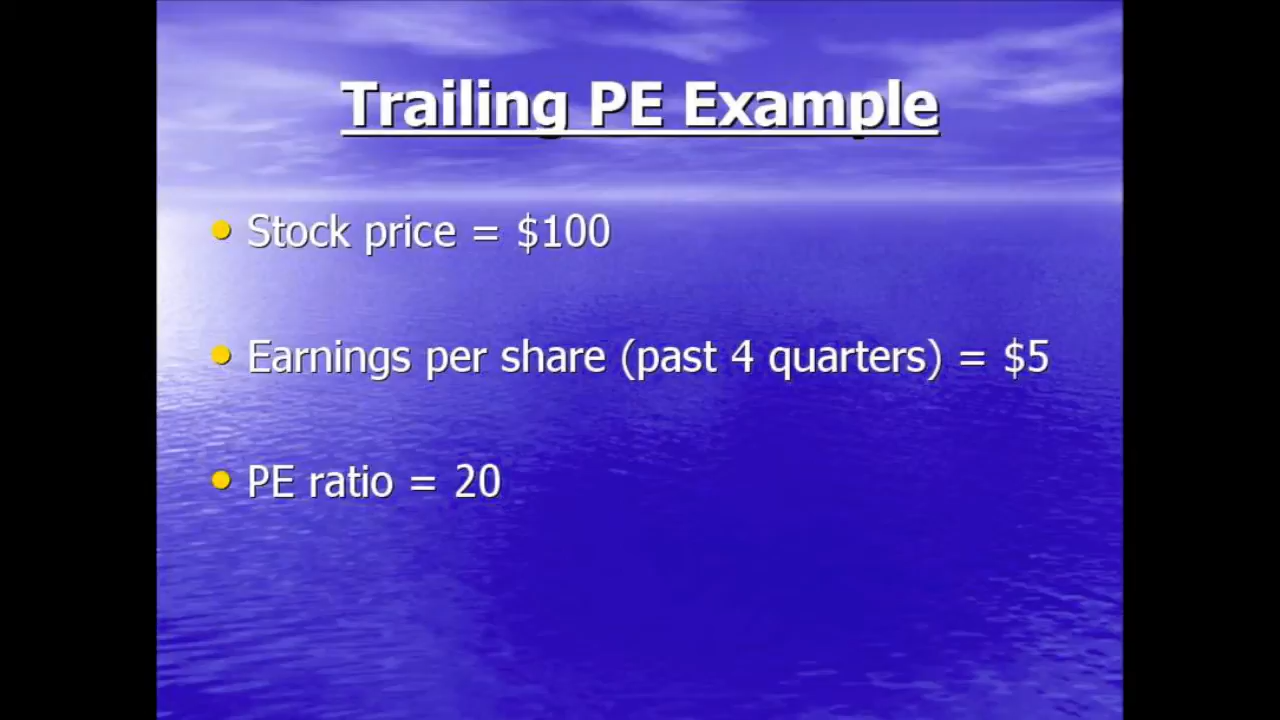 Trailing PE Example
• Stock price = $100
• Earnings per share (past 4 quarters) = $5
• PE ratio = 20